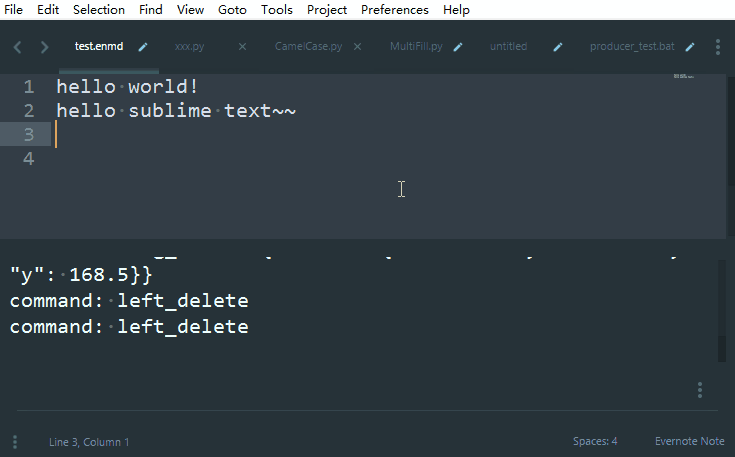 File Edit Selection Find View Goto Tools Project Preferences Help
test.enmd xxx.py CamelCase.py MultiFill.py untitled producer_test.bat
1 hello world!
2 hello sublime text~~
3
4
"y": 168.5}}
command: left_delete
command: left_delete
Line 3, Column 1 Spaces: 4 Evernote Note